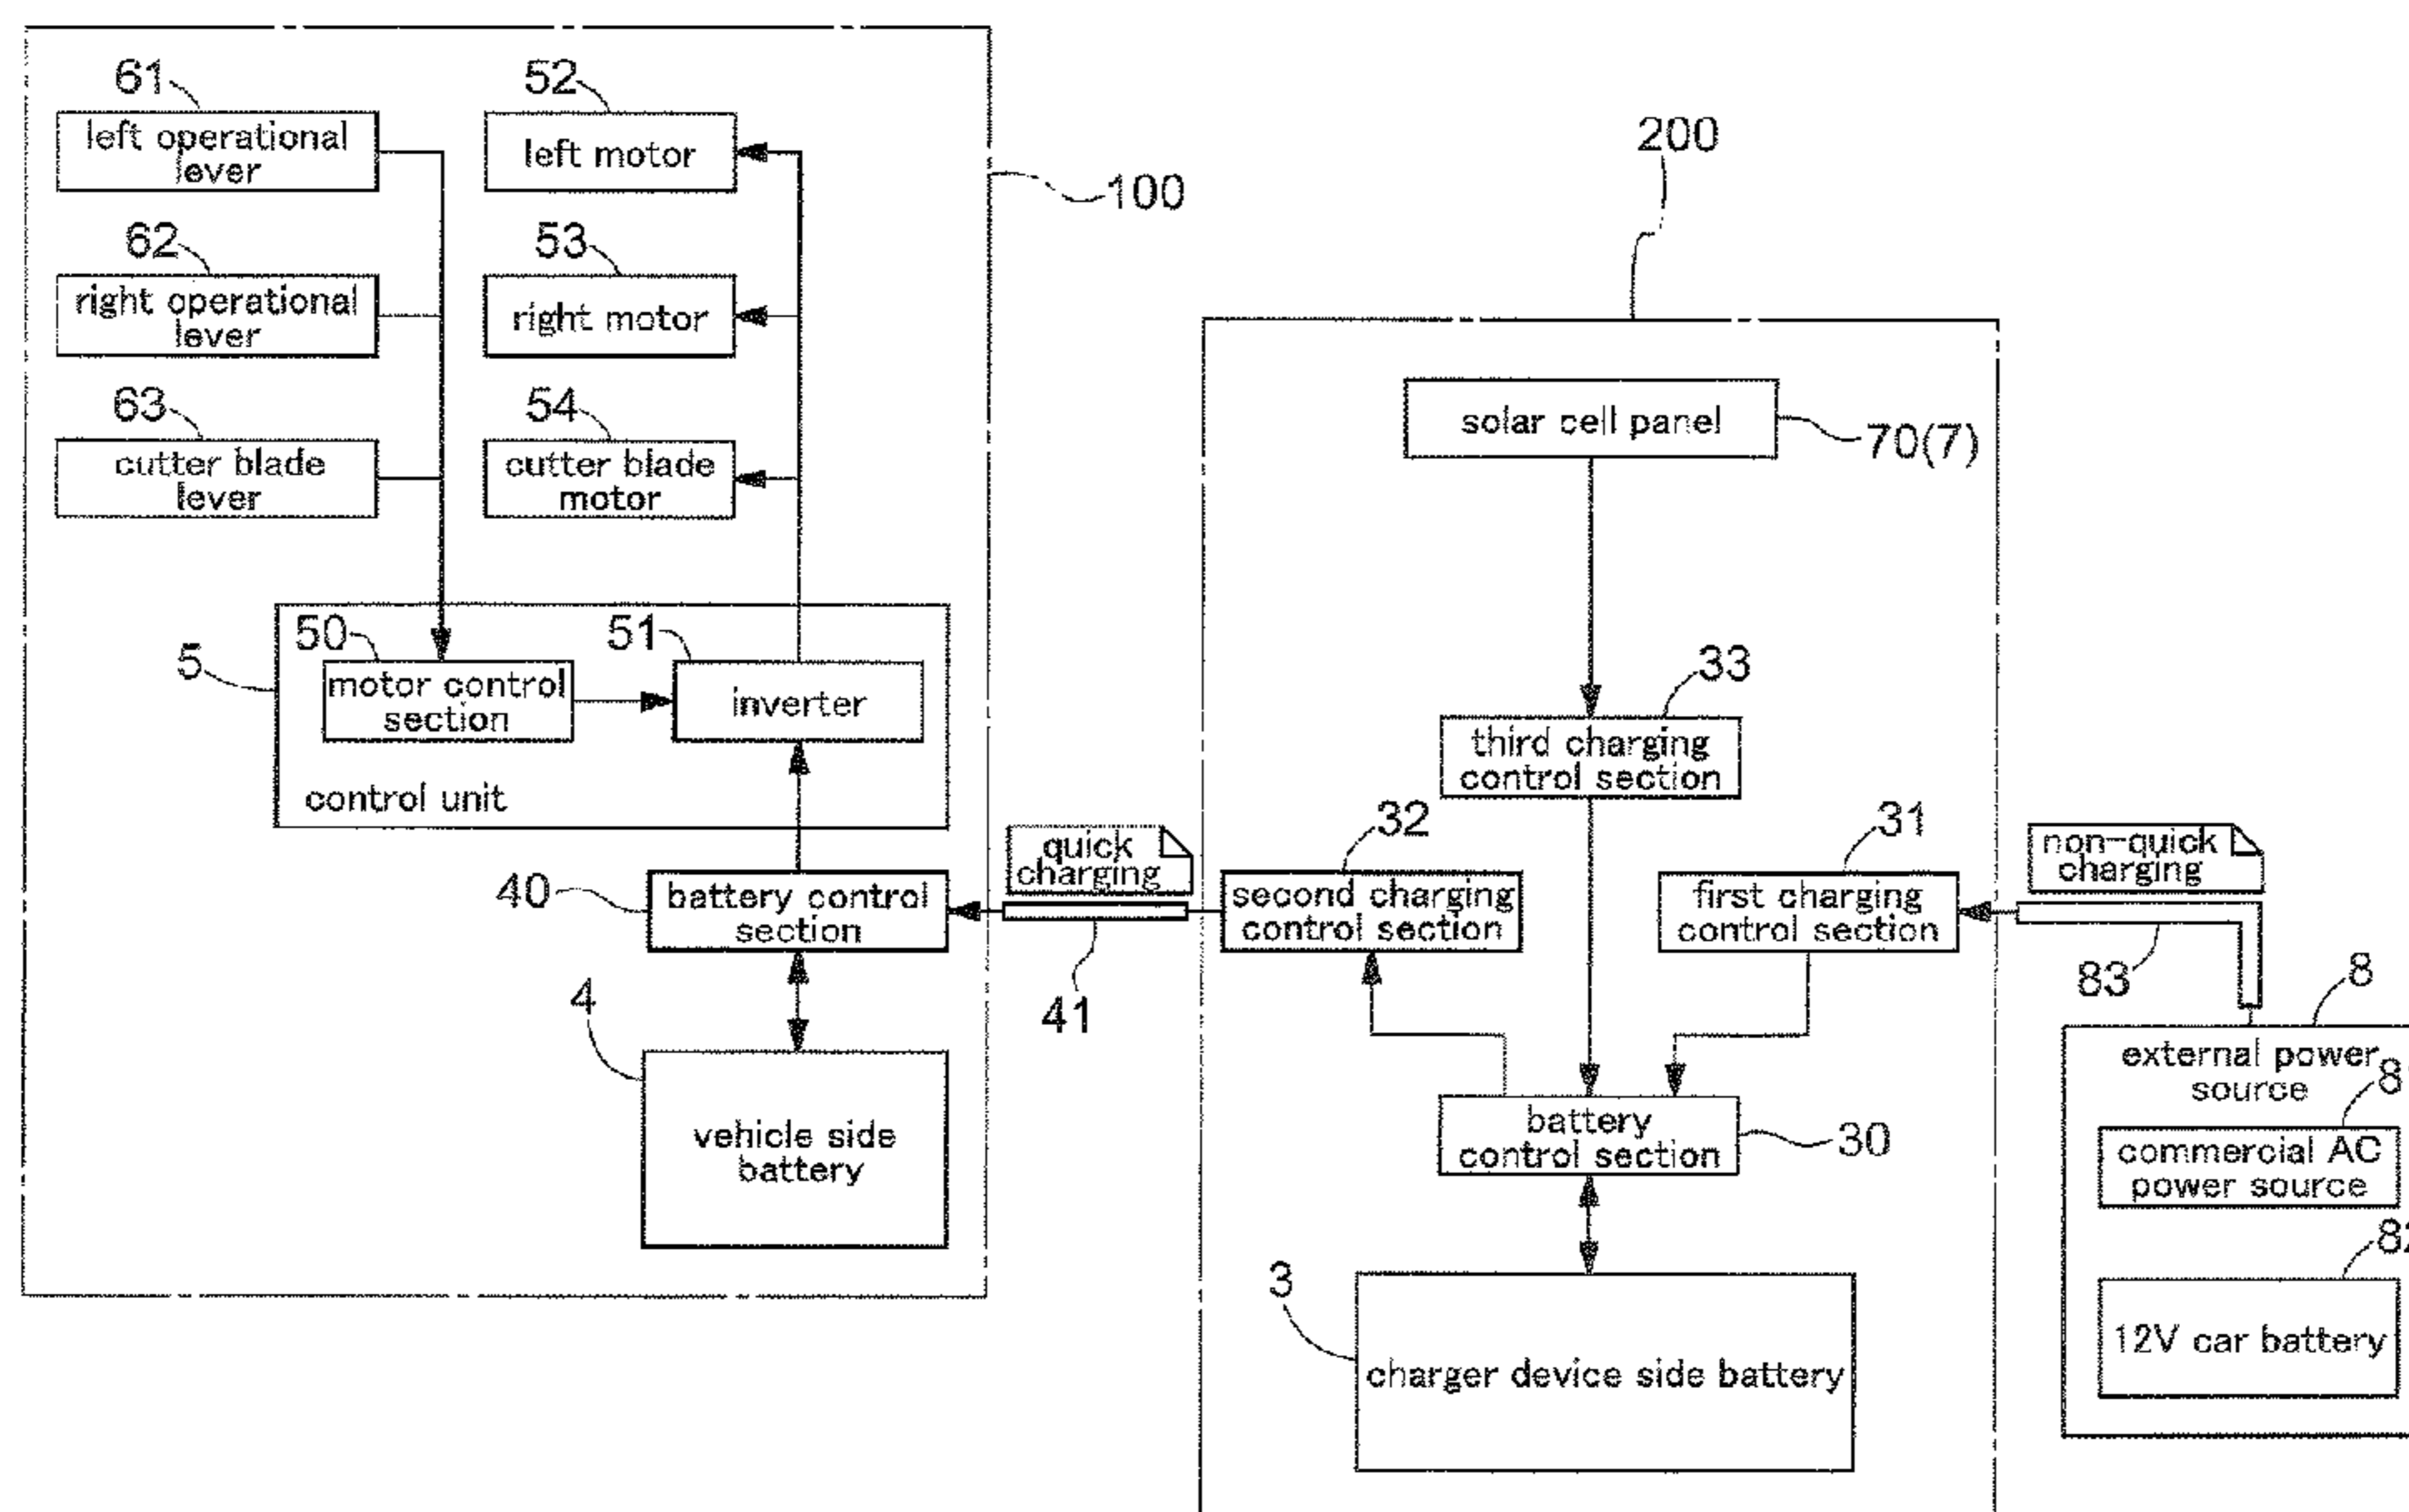 61
left operational
lever
62
right operational
lever
63
cutter blade
lever
52
left motor
53
right motor
54
cutter blade
motor
100
5
50
motor control
section
51
inverter
control unit
40
battery control
section
4
vehicle side
battery
quick
charging
41
200
solar cell panel
70(7)
33
third charging
control section
32
second charging
control section
31
first charging
control section
battery
control section
30
3
charger device side battery
non-quick
charging
83
8
external power
source
commercial AC
power source
12V car battery